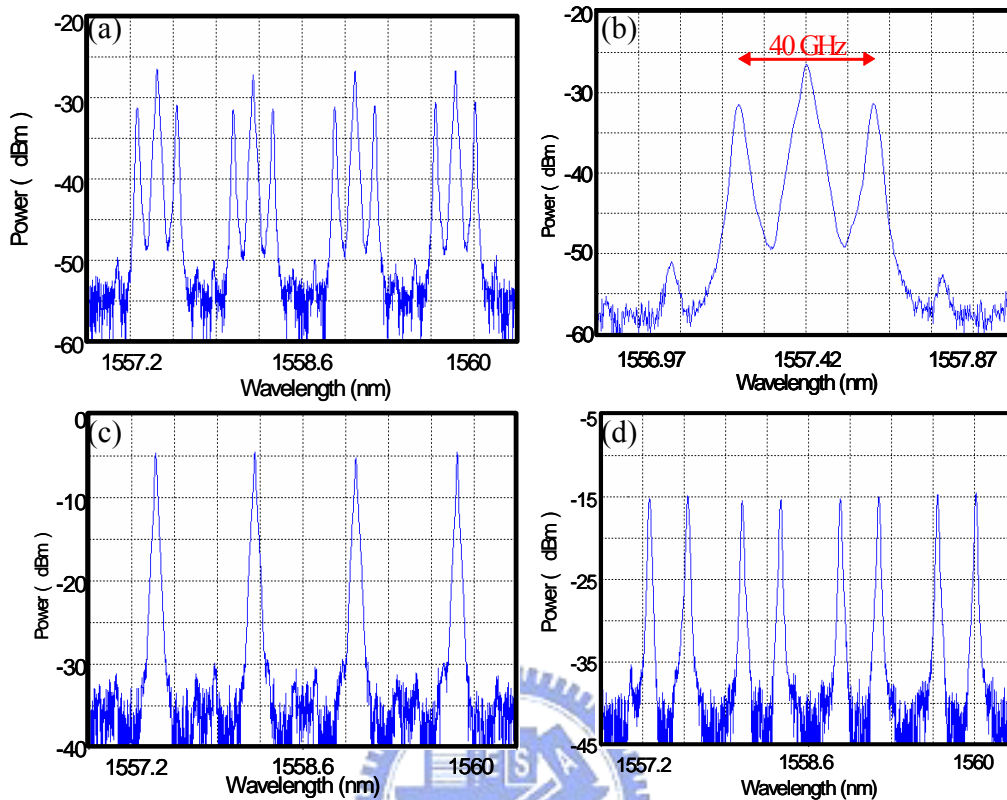 (a)
-20
-30
-40
-50
-60
Power ( dBm )
1557.2 1558.6 1560
Wavelength (nm)
(b)
40 GHz
-20
-30
-40
-50
-60
Power ( dBm )
1556.97 1557.42 1557.87
Wavelength (nm)
(c)
0
-10
-20
-30
-40
Power ( dBm )
1557.2 1558.6 1560
Wavelength (nm)
(d)
-5
-15
-25
-35
-45
Power ( dBm )
1557.2 1558.6 1560
Wavelength (nm)
S A